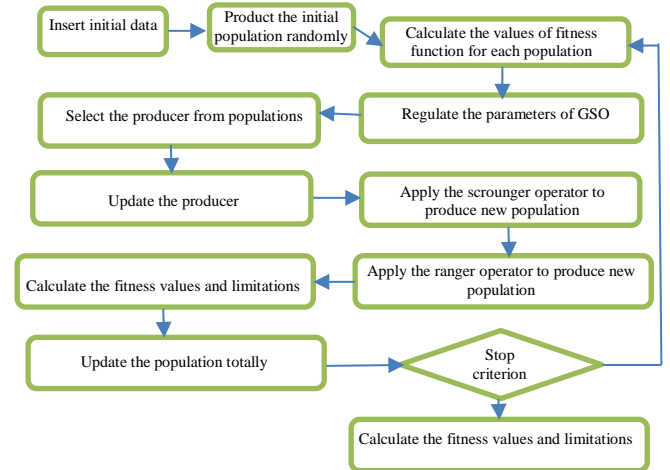 Insert initial data
Product the initial
population randomly
Calculate the values of fitness
function for each population
Select the producer from populations
Regulate the parameters of GSO
Update the producer
Apply the scrounger operator to
produce new population
Calculate the fitness values and limitations
Apply the ranger operator to produce new
population
Update the population totally
Stop
criterion
Calculate the fitness values and limitations